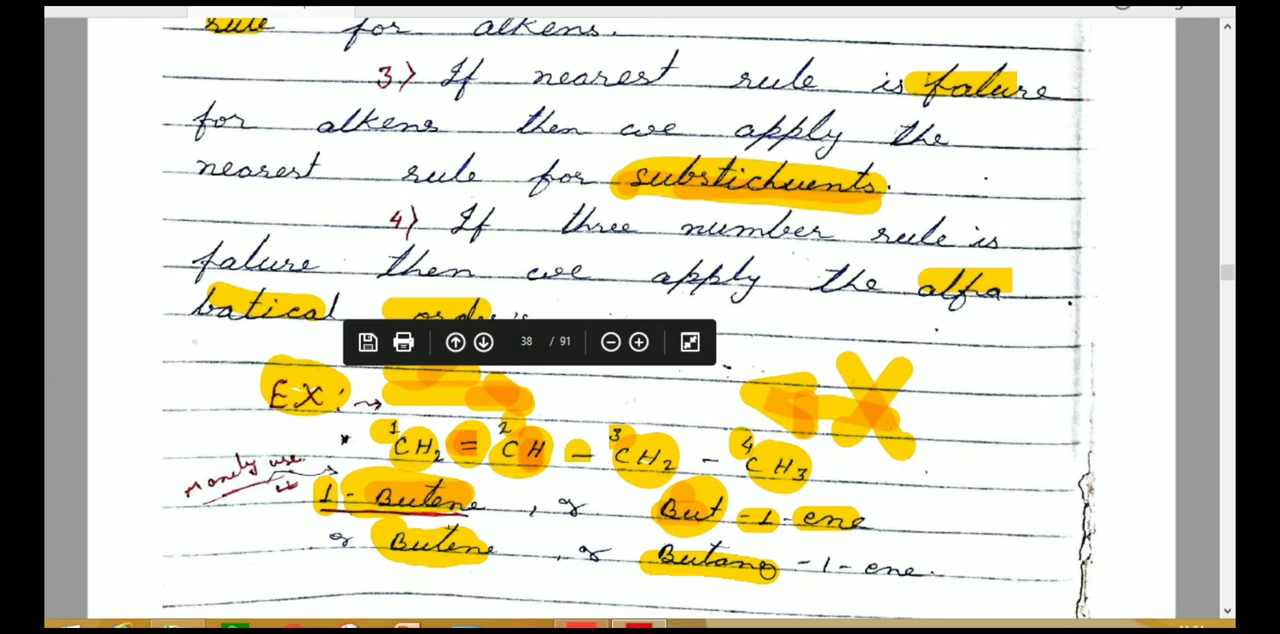 rule for alkens.
3) If nearest rule is falure
for alkens then we apply the
nearest rule for substichuents.
4) If three number rule is
falure then we apply the alfa
batical order
38 / 91
EX :→
1 2 3 4
CH2 = CH - CH2 - CH3
1 - Butene , or But -1- ene
or Butene , or Butane -1- ene.